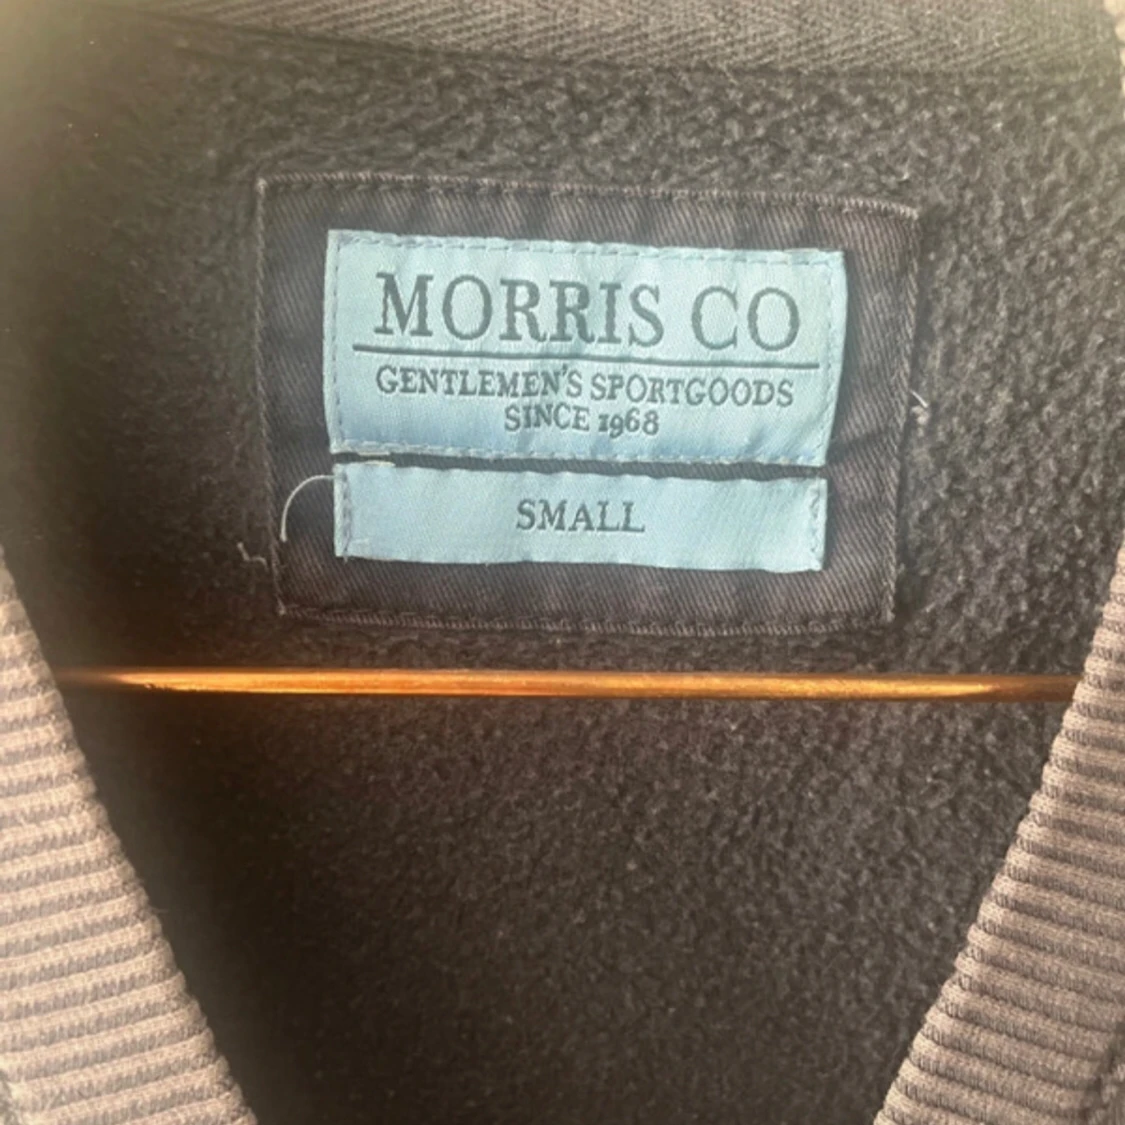 MORRIS CO
GENTLEMEN'S SPORTGOODS
SINCE 1968
SMALL